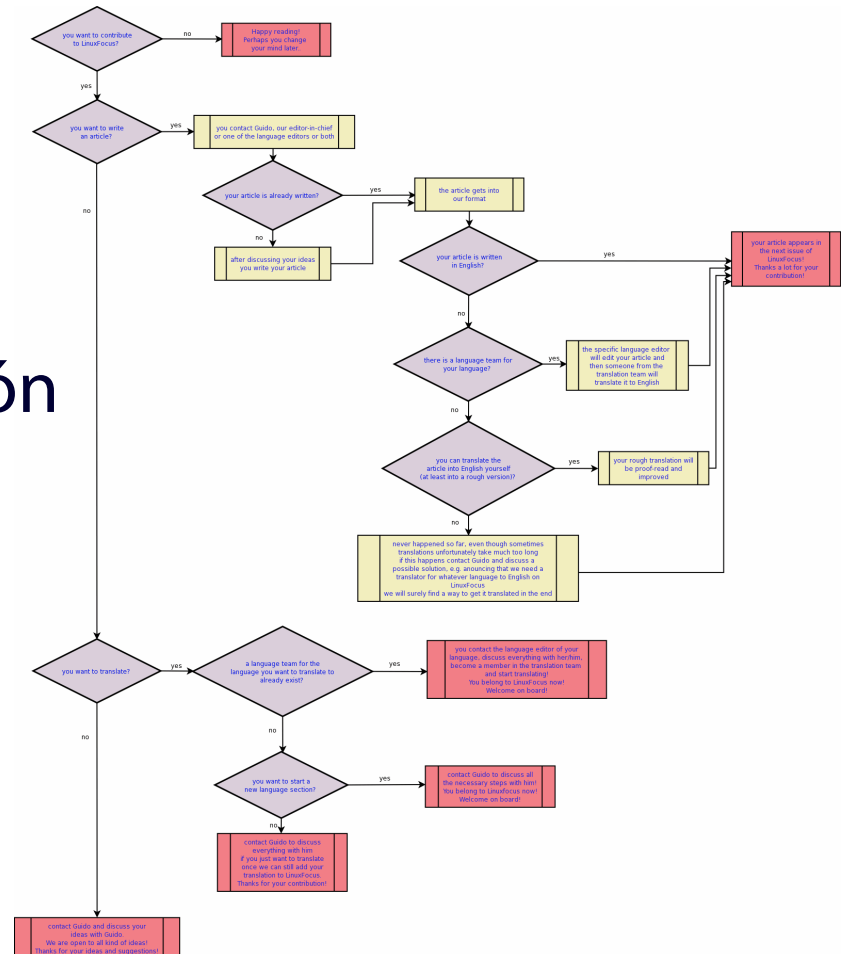 you want to contribute
to LinuxFocus?
no
Happy reading!
Perhaps you change
your mind later.
yes
you want to write
an article?
yes
you contact Guido, our editor-in-chief
or one of the language editors or both
your article is already written?
yes
the article gets into
our format
no
after discussing your ideas
you write your article
no
your article is written
in English?
yes
your article appears in
the next issue of
LinuxFocus!
Thanks a lot for your
contribution!
no
there is a language team for
your language?
yes
the specific language editor
will edit your article and
then someone from the
translation team will
translate it to English
ón
no
you can translate the
article into English yourself
(at least into a rough version)?
yes
your rough translation will
be proof-read and
improved
no
never happened so far, even though sometimes
translations unfortunately take much too long
if this happens contact Guido and discuss a
possible solution, e.g. anouncing that we need a
translator for whatever language to English on
LinuxFocus
we will surely find a way to get it translated in the end
you want to translate?
yes
a language team for the
language you want to translate to
already exist?
yes
you contact the language editor of your
language, discuss everything with her/him,
become a member in the translation team
and start translating!
You belong to LinuxFocus now!
Welcome on board!
no
no
you want to start a
new language section?
yes
contact Guido to discuss all
the necessary steps with him!
You belong to Linuxfocus now!
Welcome on board!
no
contact Guido to discuss
everything with him
if you just want to translate
once we can still add your
translation to LinuxFocus.
Thanks for your contribution!
contact Guido and discuss your
ideas with Guido.
We are open to all kind of ideas!
Thanks for your ideas and suggestions!